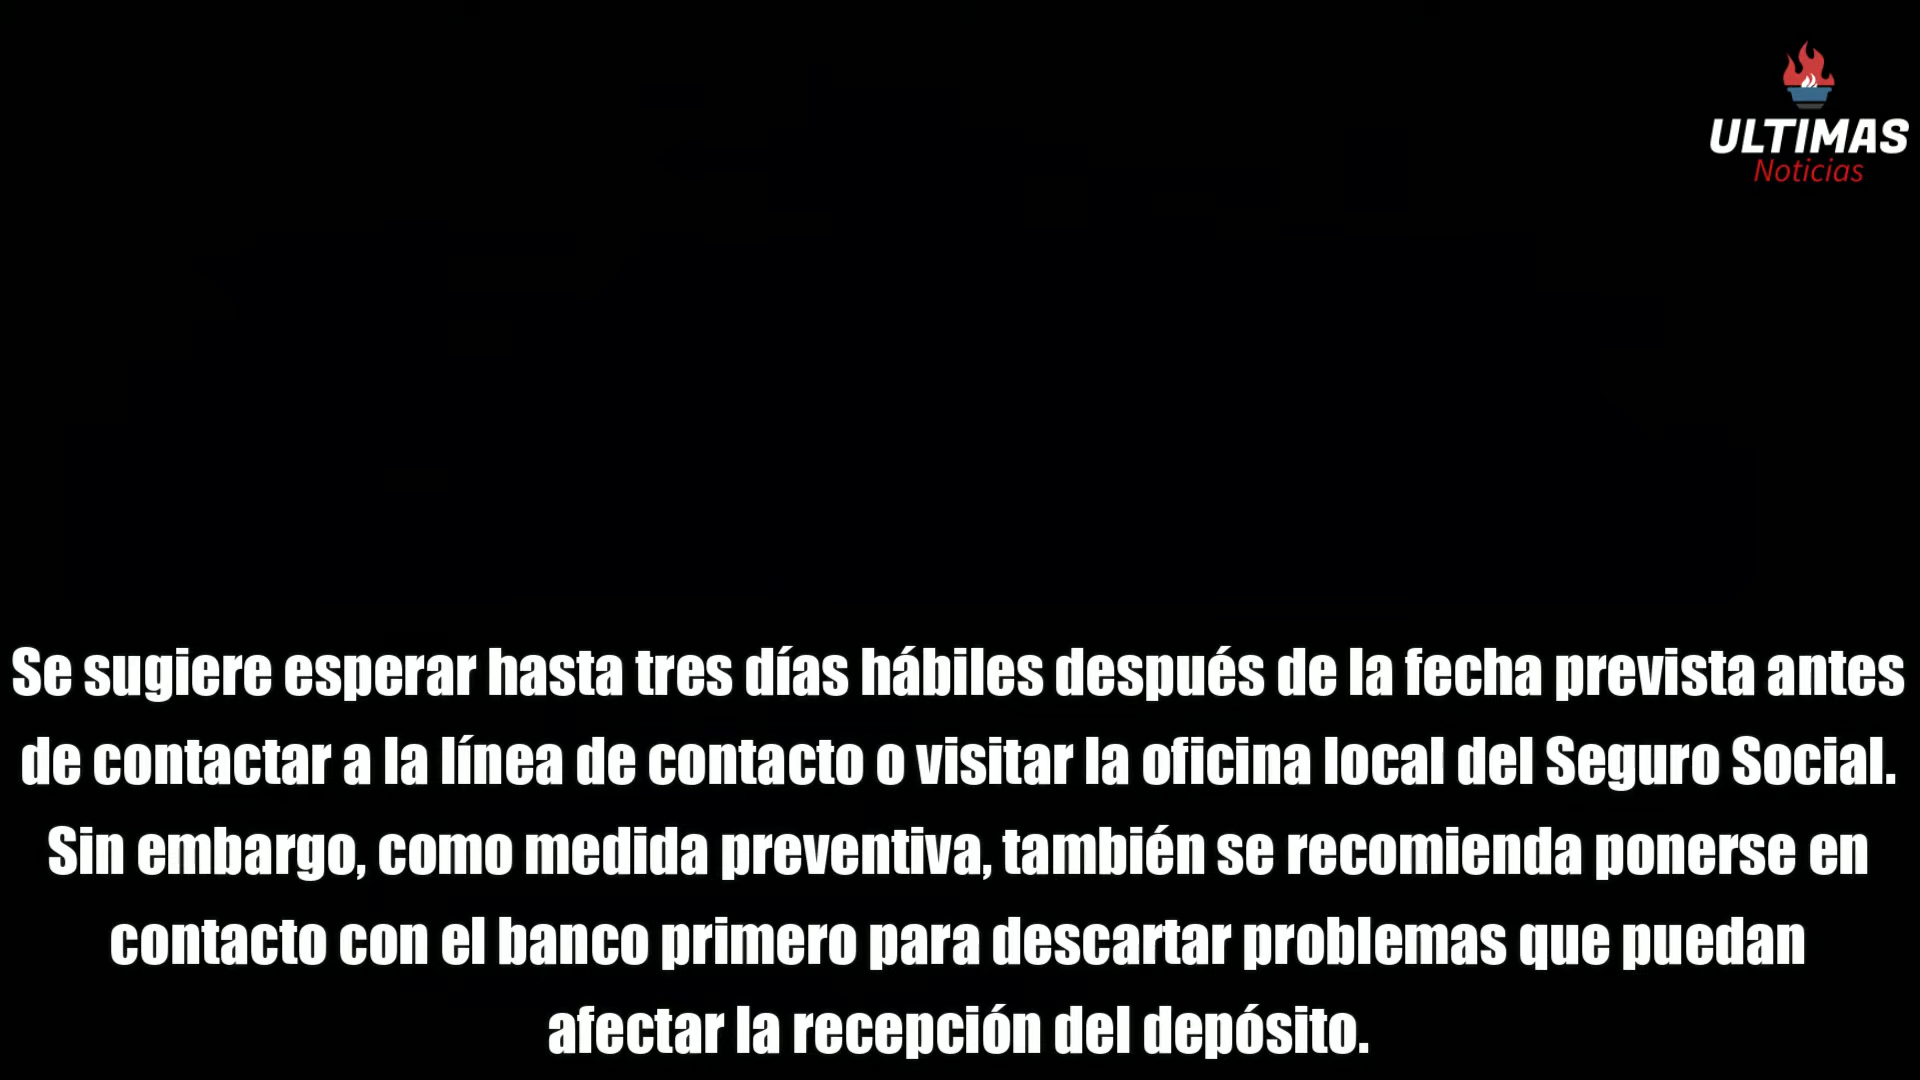 ULTIMAS
Noticias
Se sugiere esperar hasta tres días hábiles después de la fecha prevista antes
de contactar a la línea de contacto o visitar la oficina local del Seguro Social.
Sin embargo, como medida preventiva, también se recomienda ponerse en
contacto con el banco primero para descartar problemas que puedan
afectar la recepción del depósito.